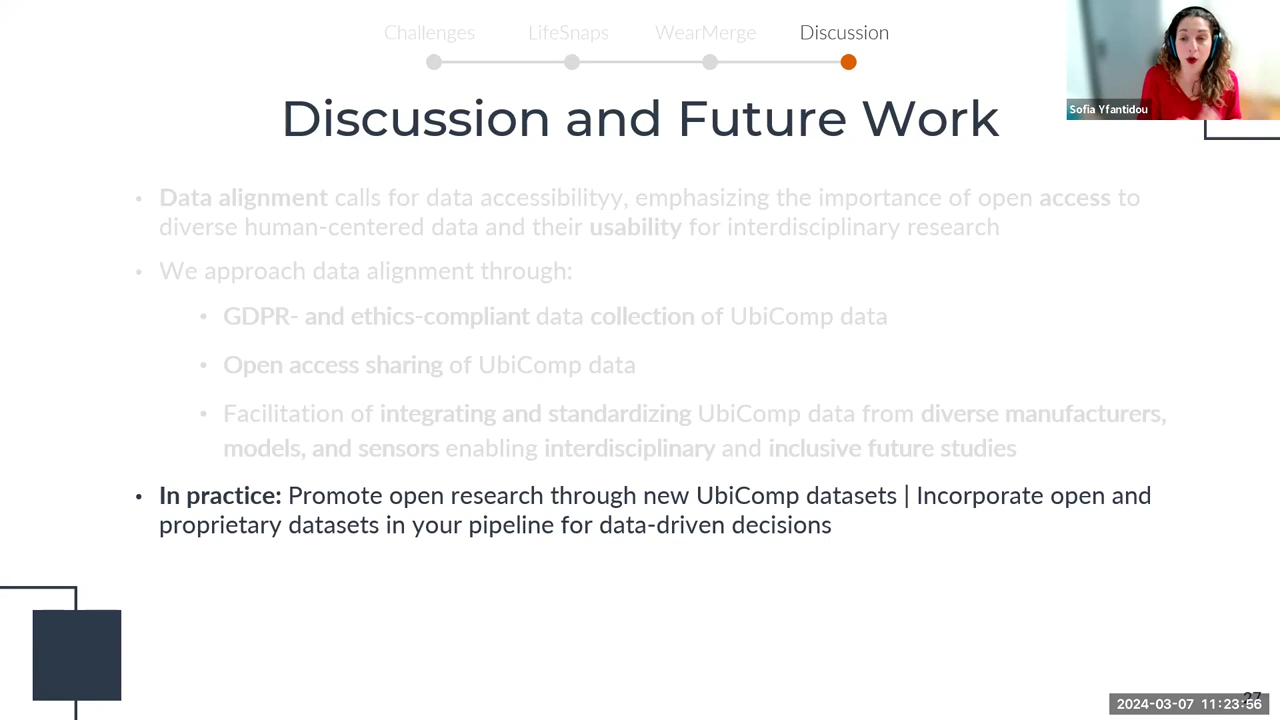 Challenges LifeSnaps WearMerge Discussion
Sofia Yfantidou
Discussion and Future Work
• Data alignment calls for data accessibilityy, emphasizing the importance of open access to
diverse human-centered data and their usability for interdisciplinary research
• We approach data alignment through:
• GDPR- and ethics-compliant data collection of UbiComp data
• Open access sharing of UbiComp data
• Facilitation of integrating and standardizing UbiComp data from diverse manufacturers,
models, and sensors enabling interdisciplinary and inclusive future studies
• In practice: Promote open research through new UbiComp datasets | Incorporate open and
proprietary datasets in your pipeline for data-driven decisions
27
2024-03-07 11:23:56